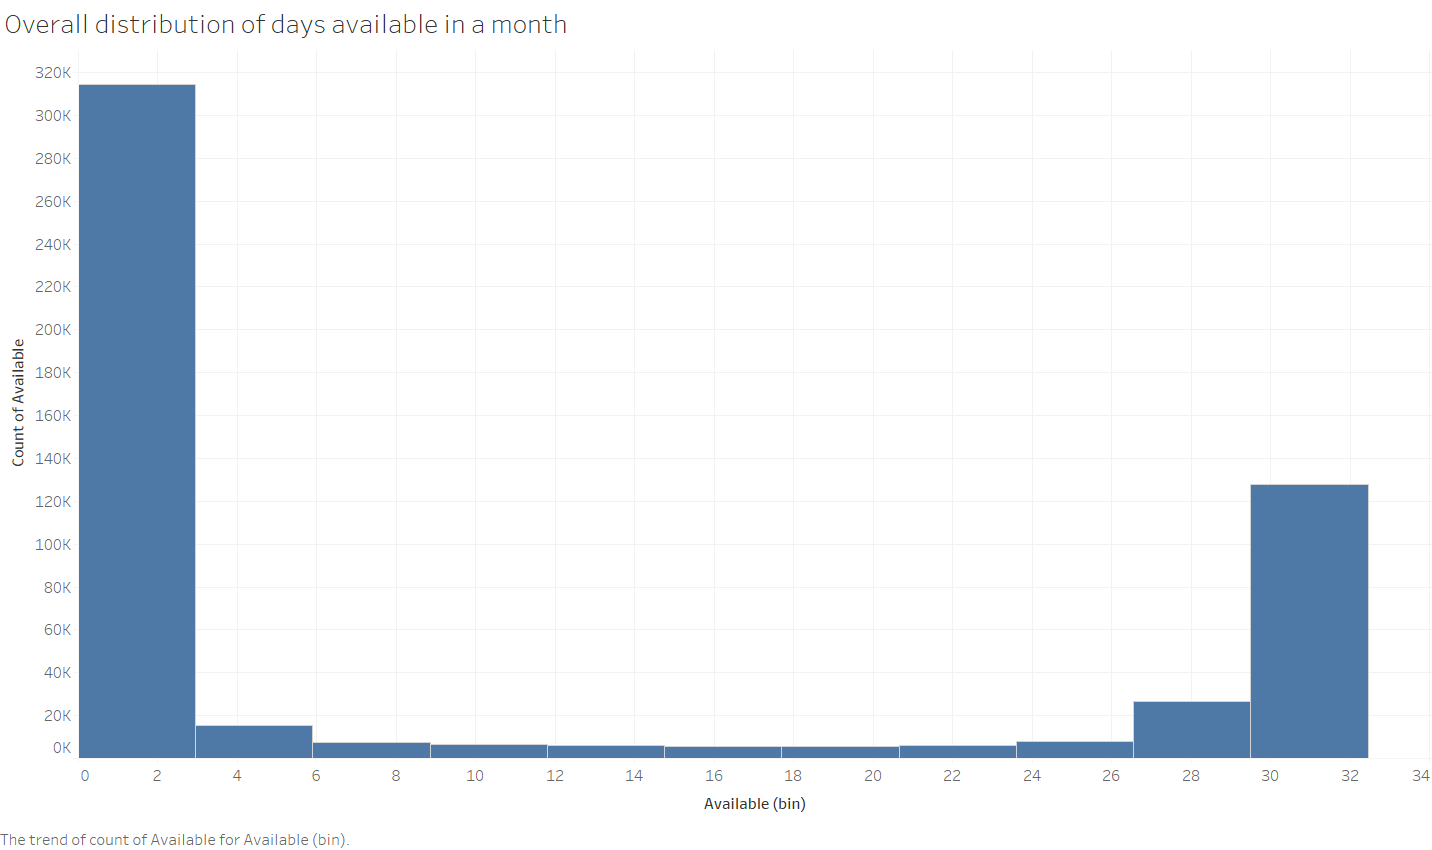 Overall distribution of days available in a month
320K
300K
280K
260K
240K
220K
200K
180K
160K
140K
120K
100K
80K
60K
40K
20K
0K
Count of Available
0 2 4 6 8 10 12 14 16 18 20 22 24 26 28 30 32 34
Available (bin)
The trend of count of Available for Available (bin).